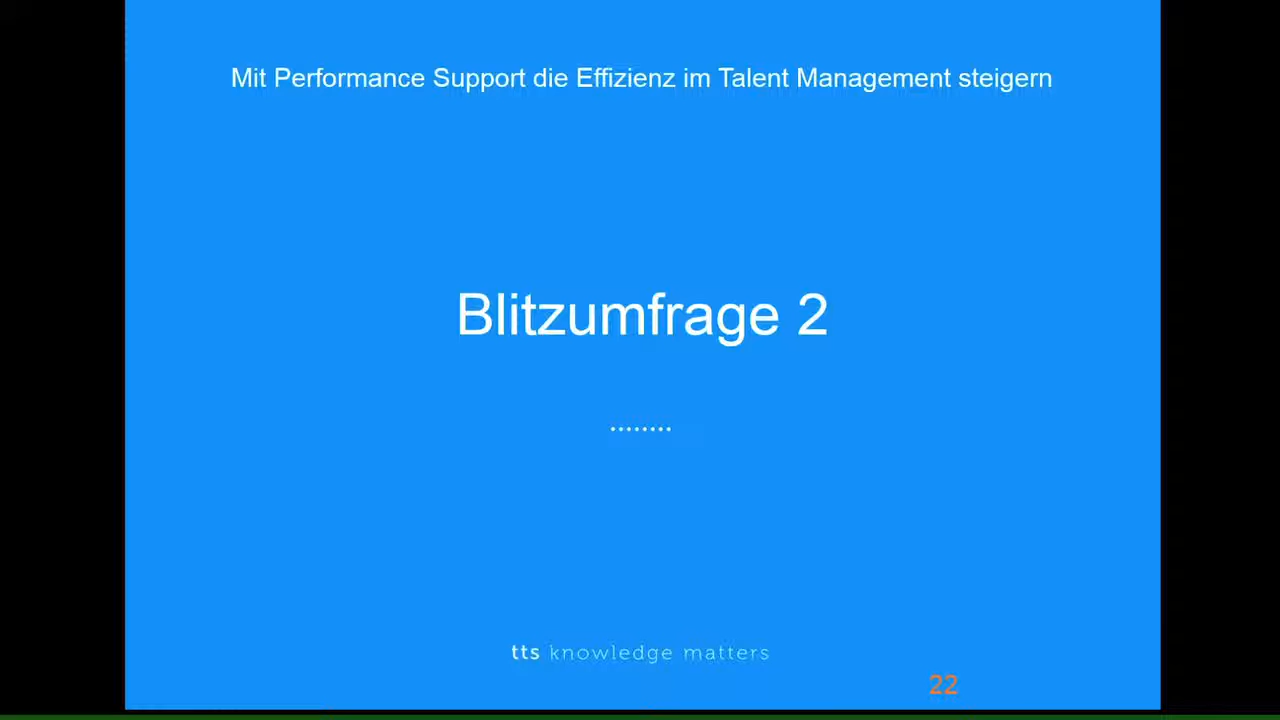 Mit Performance Support die Effizienz im Talent Management steigern
Blitzumfrage 2
........
tts knowledge matters
22